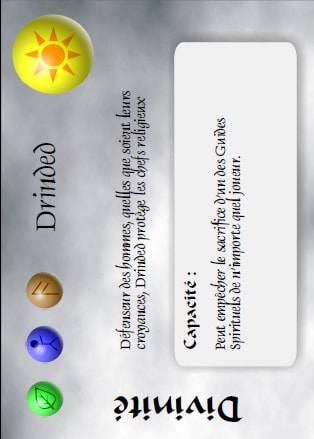 Drinded
Défenseur des hommes, quelles que soient leurs
croyances, Drinded protège les chefs religieux
Capacité :
Peut empêcher le sacrifice d'un des Guides
Spirituels de n'importe quel joueur.
Divinité